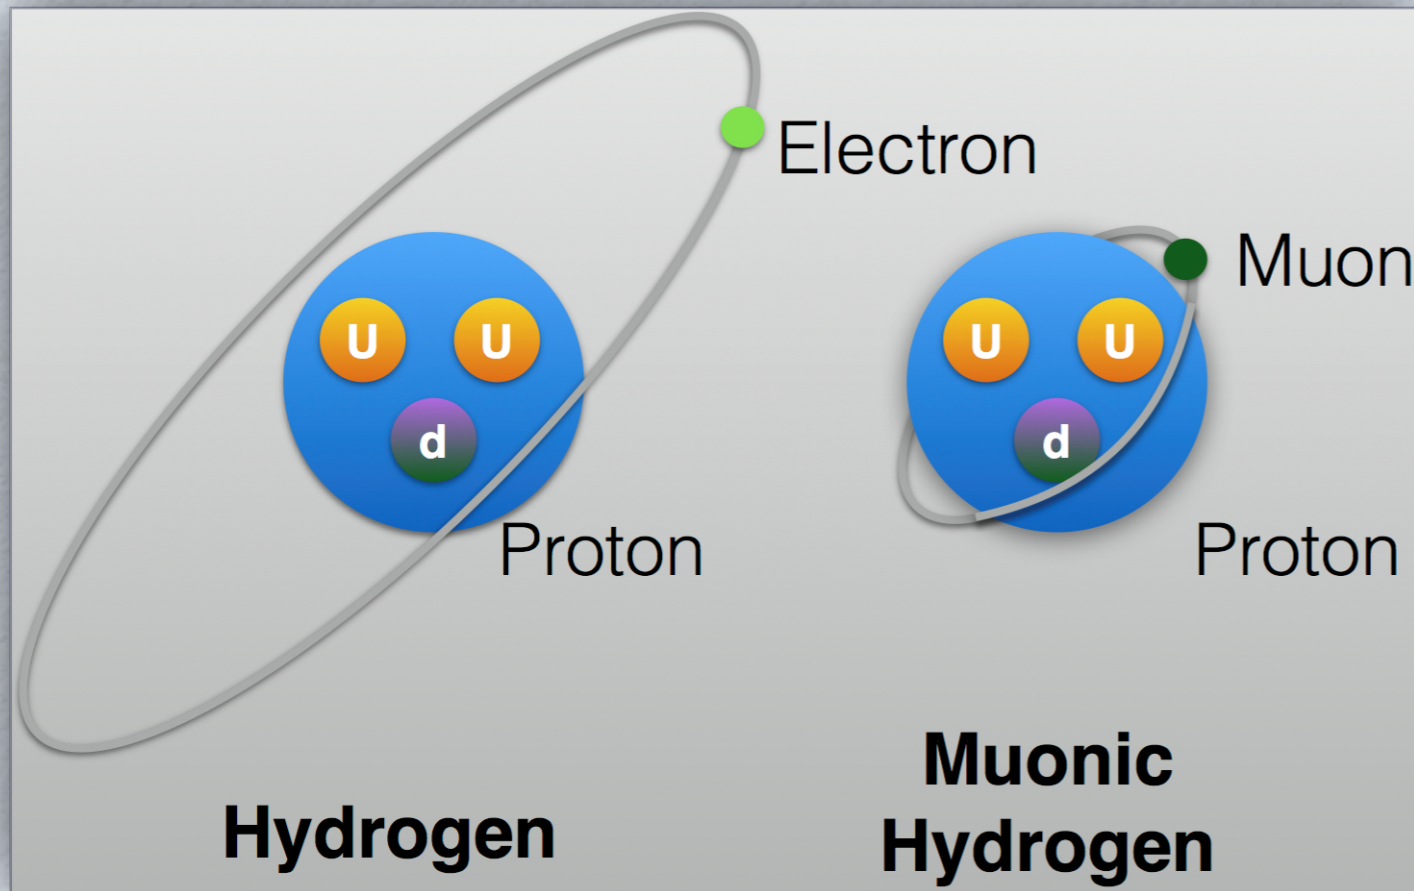 Electron
U
U
d
Proton
Hydrogen
Muon
U
U
d
Proton
Muonic
Hydrogen